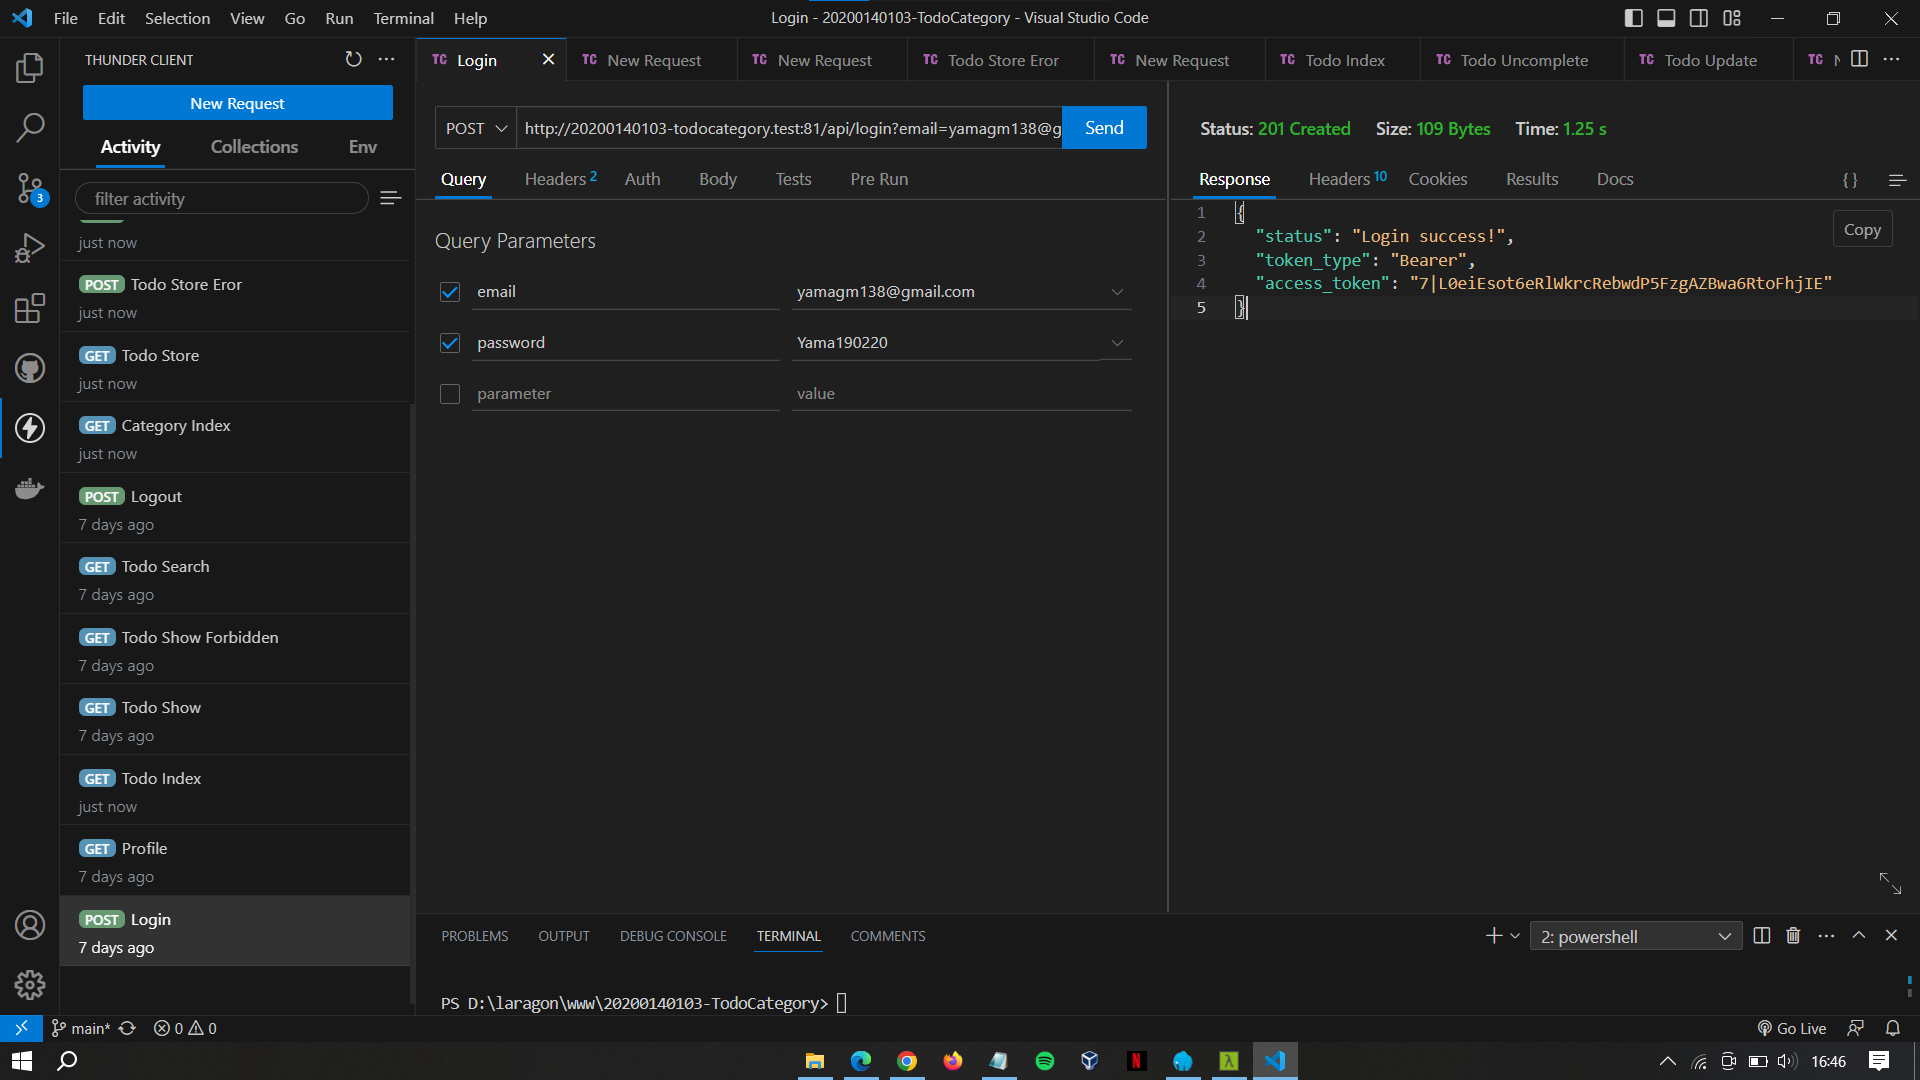 File Edit Selection View Go Run Terminal Help
Login - 20200140103-TodoCategory - Visual Studio Code
THUNDER CLIENT
New Request
Activity Collections Env
filter activity
just now
POST Todo Store Eror
just now
GET Todo Store
just now
GET Category Index
just now
POST Logout
7 days ago
GET Todo Search
7 days ago
GET Todo Show Forbidden
7 days ago
GET Todo Show
7 days ago
GET Todo Index
just now
GET Profile
7 days ago
POST Login
7 days ago
3
TC Login TC New Request TC New Request TC Todo Store Eror TC New Request TC Todo Index TC Todo Uncomplete TC Todo Update TC
POST http://20200140103-todocategory.test:81/api/login?email=yamagm138@g Send
Query Headers 2 Auth Body Tests Pre Run
Query Parameters
email yamagm138@gmail.com
password Yama190220
parameter value
Status: 201 Created Size: 109 Bytes Time: 1.25 s
Response Headers 10 Cookies Results Docs {}
Copy
1 {
2 "status": "Login success!",
3 "token_type": "Bearer",
4 "access_token": "7|L0eiEsot6eRlWkrcRebwdP5FzgAZBwa6RtoFhjIE"
5 }
PROBLEMS OUTPUT DEBUG CONSOLE TERMINAL COMMENTS
2: powershell
PS D:\laragon\www\20200140103-TodoCategory>
main* 0 0
Go Live
16:46